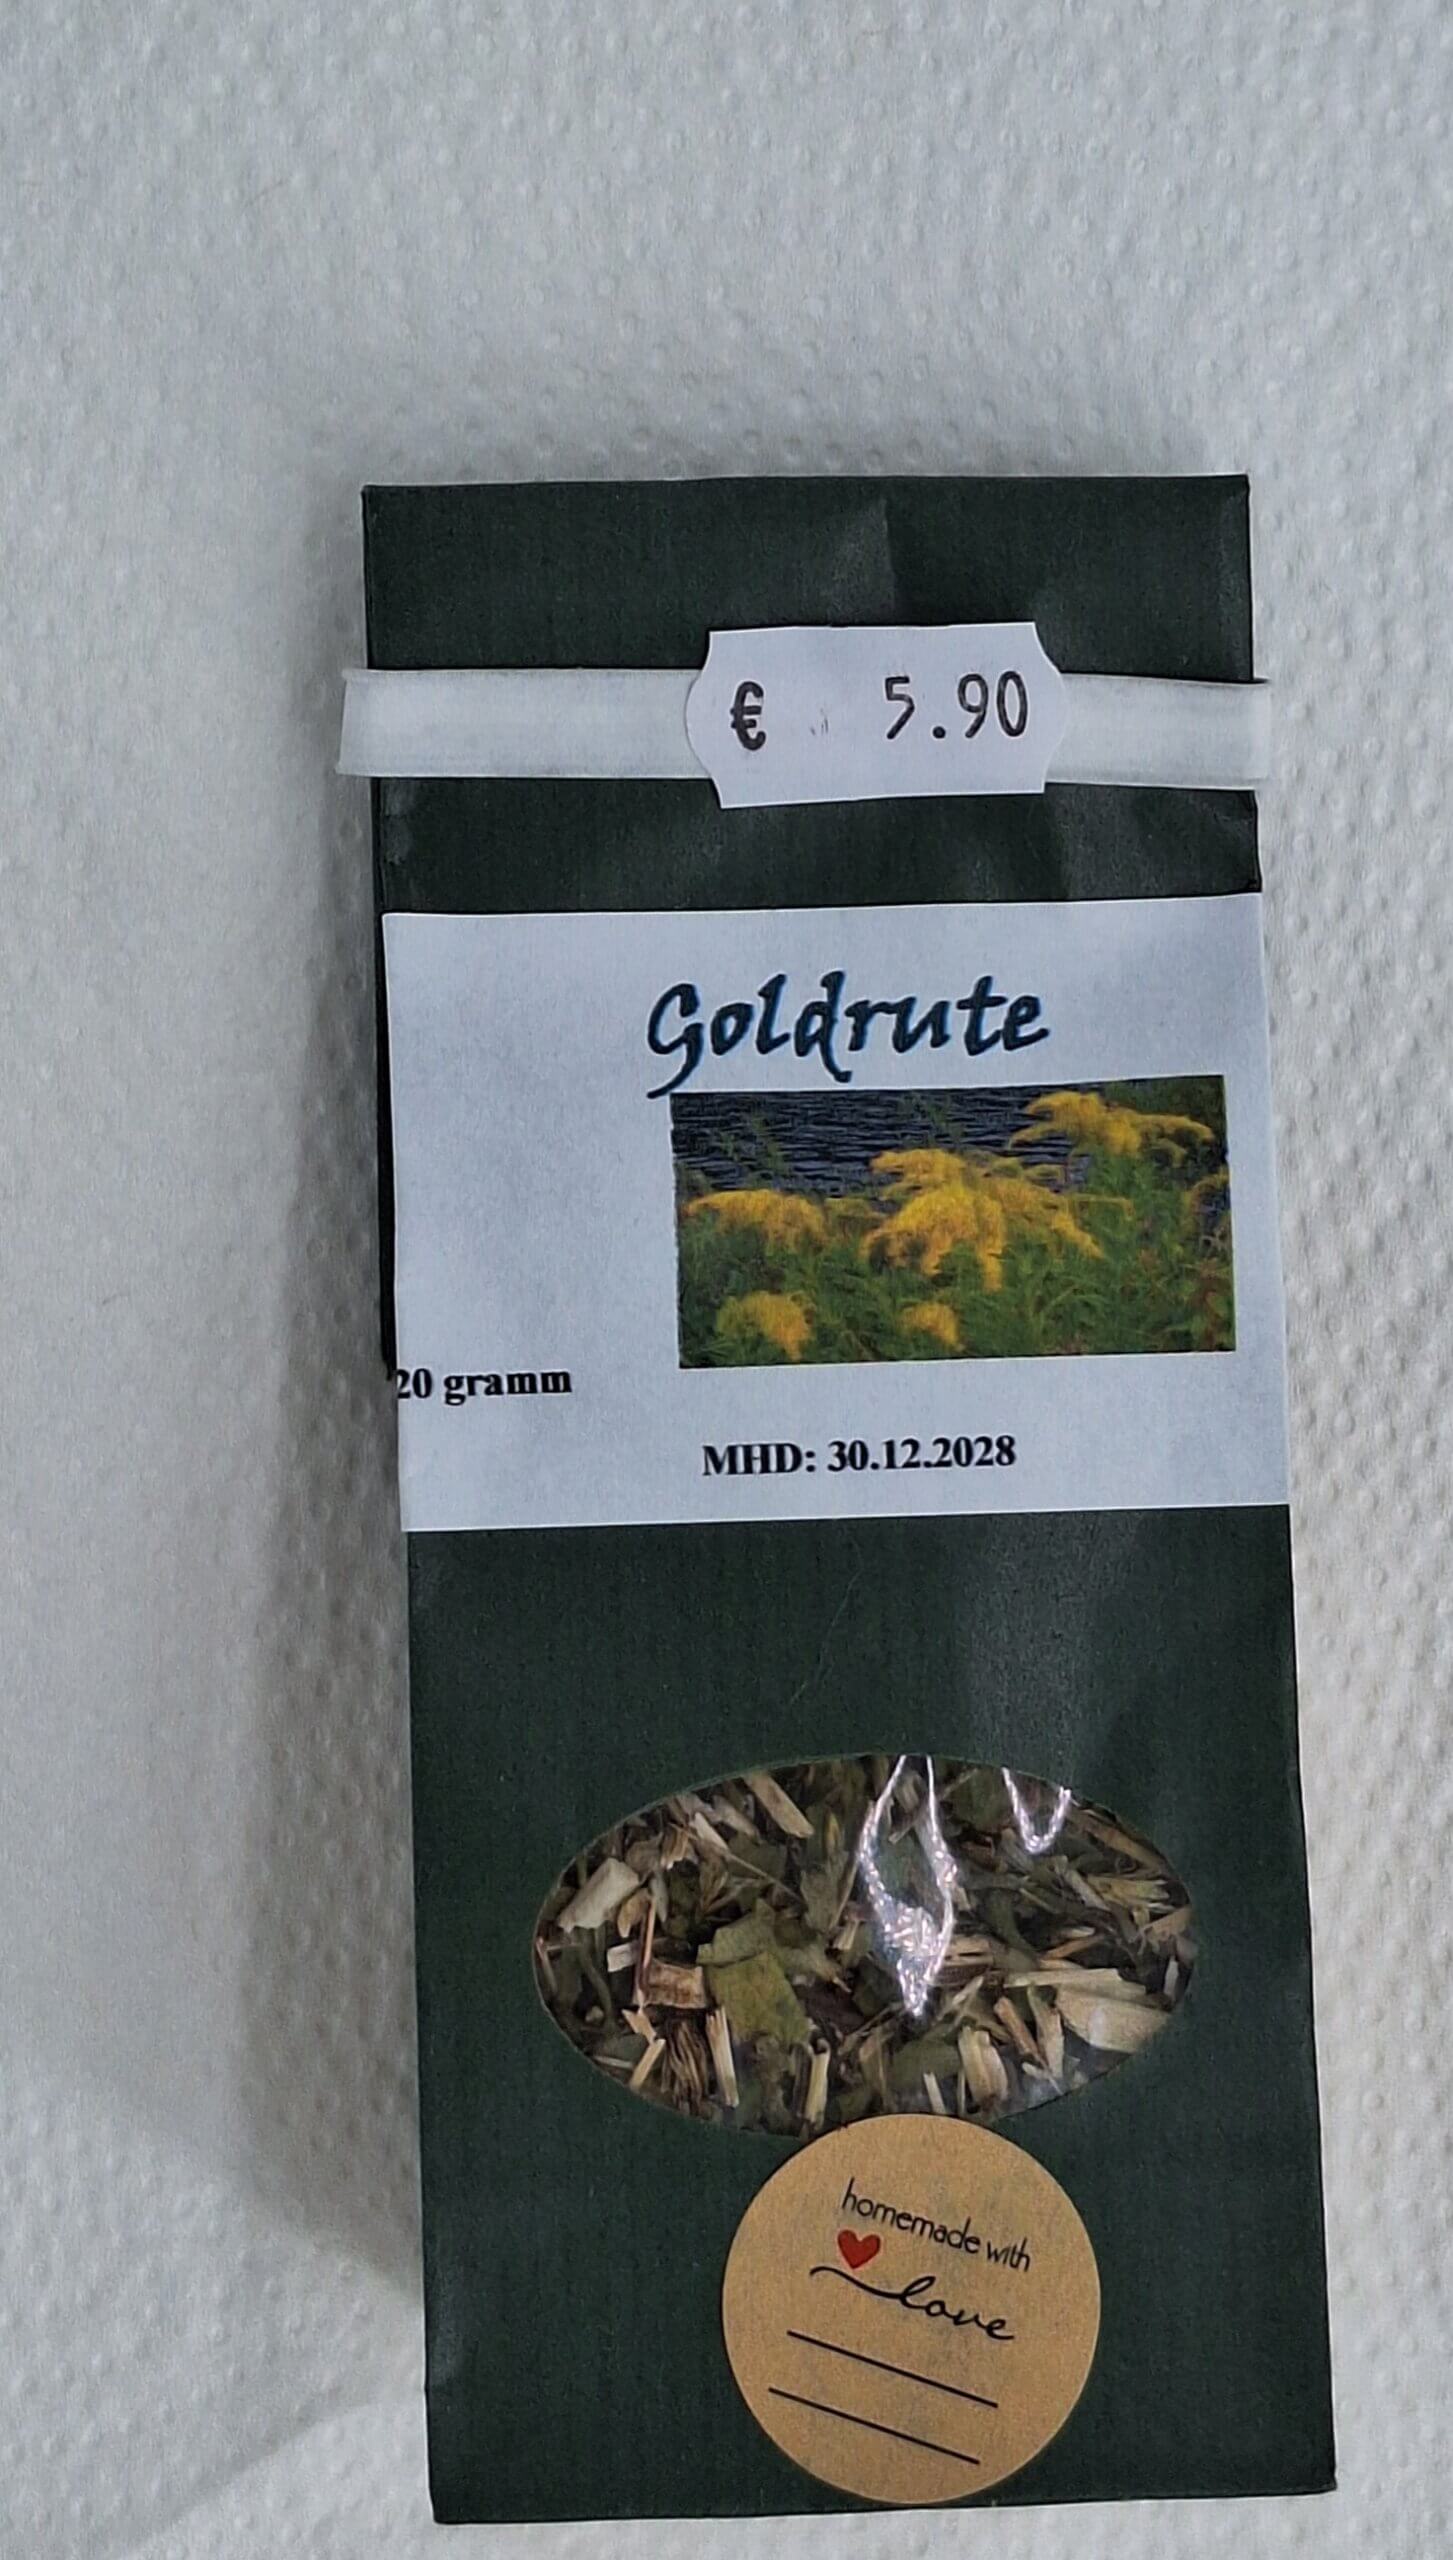 € 5.90
Goldrute
20 gramm
MHD: 30.12.2028
homemade with
love